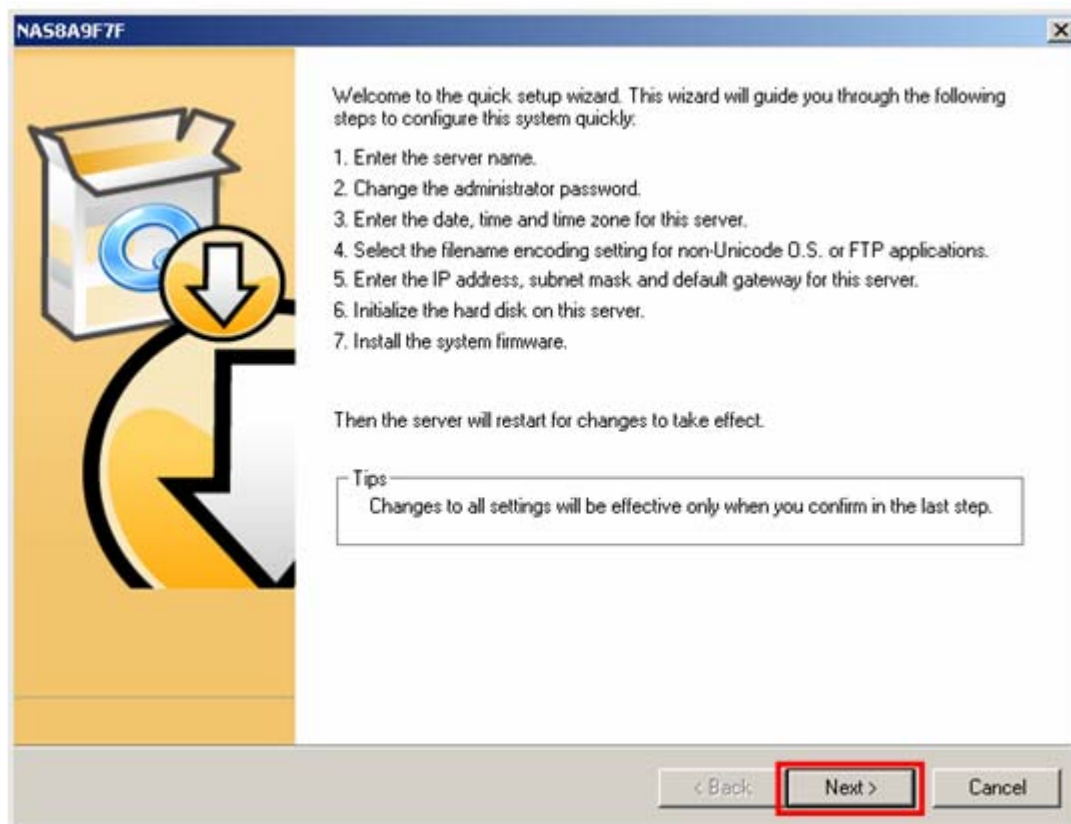 NAS8A9F7F
Welcome to the quick setup wizard. This wizard will guide you through the following
steps to configure this system quickly:
1. Enter the server name.
2. Change the administrator password.
3. Enter the date, time and time zone for this server.
4. Select the filename encoding setting for non-Unicode O.S. or FTP applications.
5. Enter the IP address, subnet mask and default gateway for this server.
6. Initialize the hard disk on this server.
7. Install the system firmware.
Then the server will restart for changes to take effect.
Tips
Changes to all settings will be effective only when you confirm in the last step.
< Back
Next >
Cancel